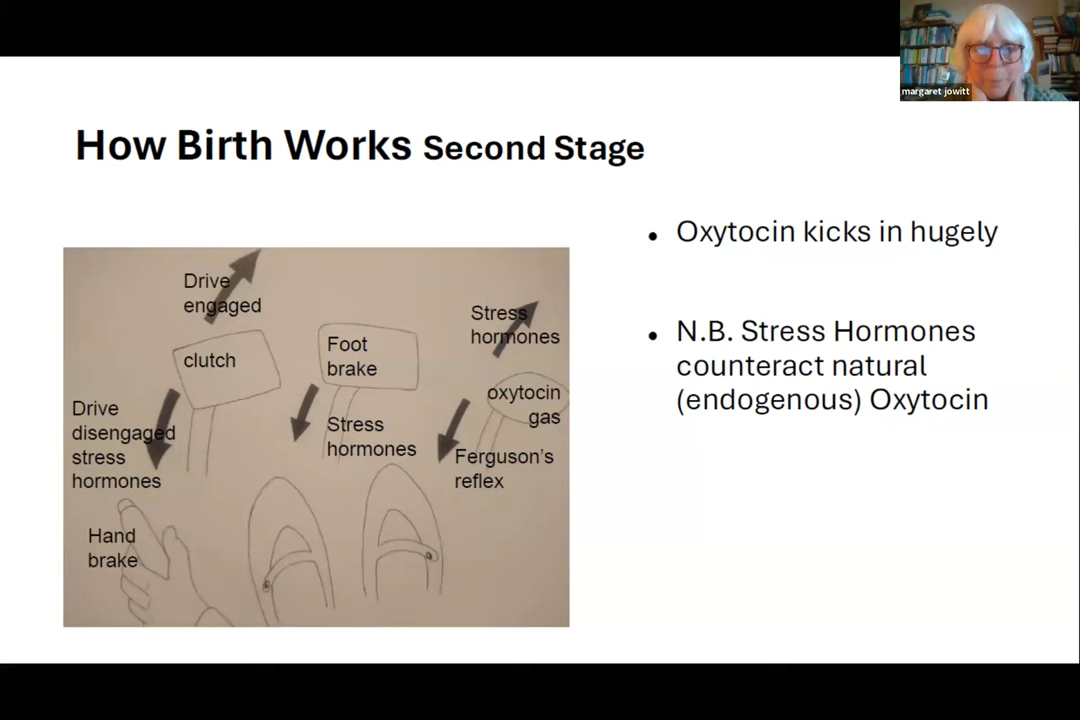 margaret jowitt
How Birth Works Second Stage
Drive
engaged
clutch
Drive
disengaged
stress
hormones
Hand
brake
Foot
brake
Stress
hormones
Stress
hormones
oxytocin
gas
Ferguson's
reflex
• Oxytocin kicks in hugely
• N.B. Stress Hormones
counteract natural
(endogenous) Oxytocin